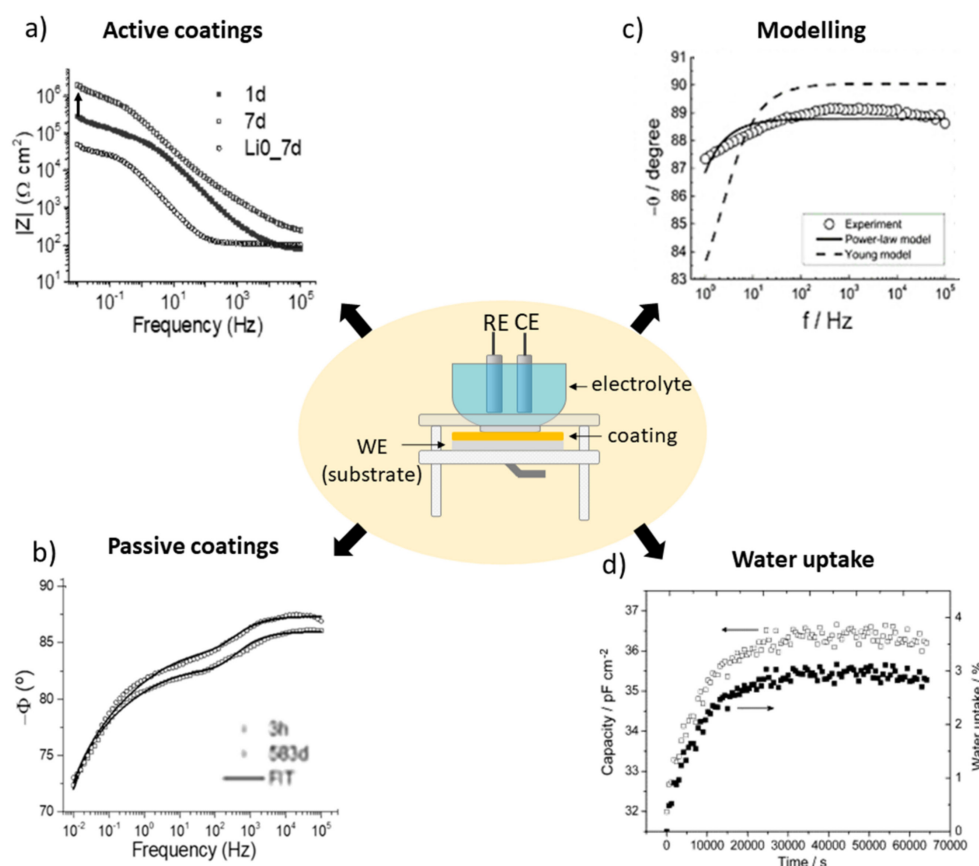 a)
Active coatings
|Z| (Ω cm²)
10⁶
10⁵
10⁴
10³
10²
10¹
1d
7d
Li0_7d
10⁻¹ 10¹ 10³ 10⁵
Frequency (Hz)
c)
Modelling
−θ / degree
90
89
88
87
86
85
84
83
Experiment
Power-law model
Young model
10⁰ 10¹ 10² 10³ 10⁴ 10⁵
f / Hz
RE CE
electrolyte
coating
WE
(substrate)
b)
Passive coatings
−Φ (º)
90
85
80
75
70
3h
583d
FIT
10⁻² 10⁻¹ 10⁰ 10¹ 10² 10³ 10⁴ 10⁵
Frequency (Hz)
d)
Water uptake
Capacity / pF cm⁻²
37
36
35
34
33
32
4
3
2
1
0
Water uptake / %
0 10000 20000 30000 40000 50000 60000 70000
Time / s